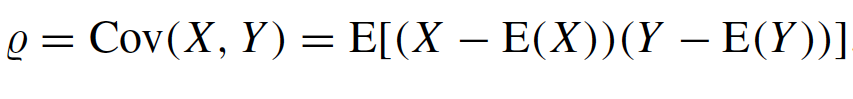 ϱ = Cov(X, Y) = E[(X − E(X))(Y − E(Y))]